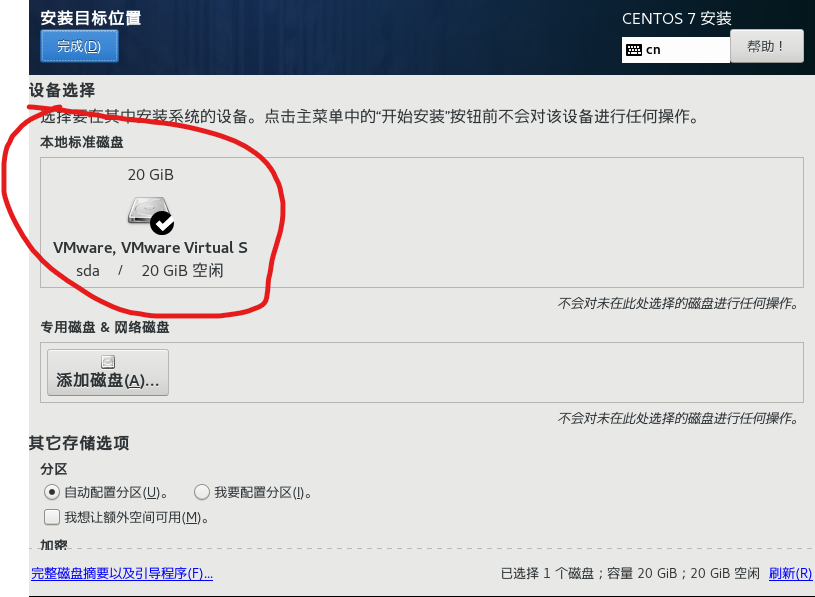 安装目标位置
CENTOS 7 安装
完成(D)
cn
帮助！
设备选择
选择要在其中安装系统的设备。点击主菜单中的“开始安装”按钮前不会对该设备进行任何操作。
本地标准磁盘
20 GiB
VMware, VMware Virtual S
sda / 20 GiB 空闲
不会对未在此处选择的磁盘进行任何操作。
专用磁盘 & 网络磁盘
添加磁盘(A)...
不会对未在此处选择的磁盘进行任何操作。
其它存储选项
分区
自动配置分区(U)。 我要配置分区(I)。
我想让额外空间可用(M)。
加密
完整磁盘摘要以及引导程序(F)... 已选择 1 个磁盘；容量 20 GiB；20 GiB 空闲 刷新(R)